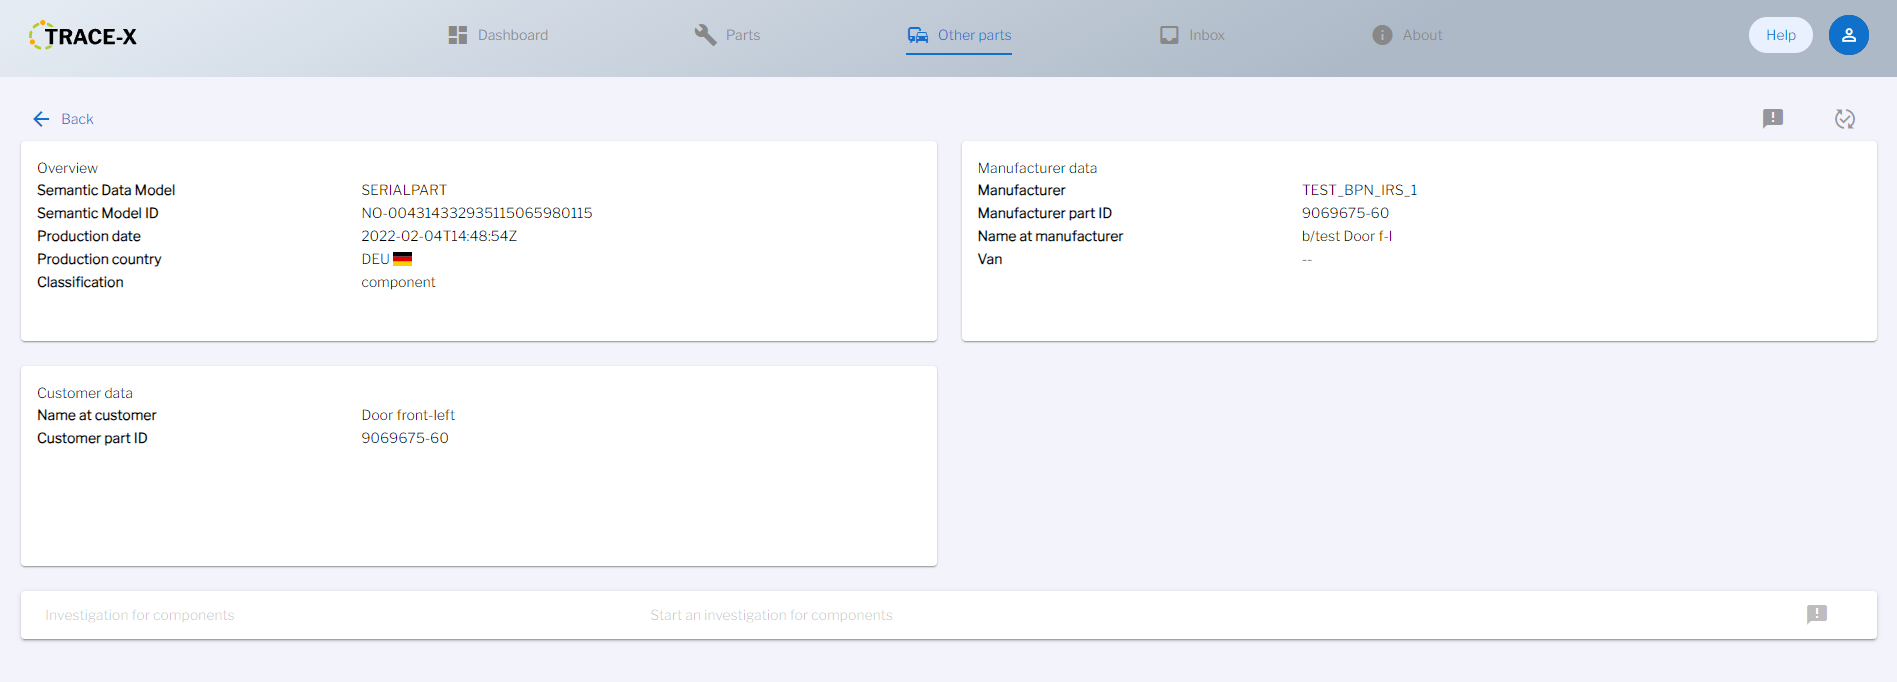 TRACE-X
Dashboard
Parts
Other parts
Inbox
About
Help
Back
Overview
Semantic Data Model SERIALPART
Semantic Model ID NO-004314332935115065980115
Production date 2022-02-04T14:48:54Z
Production country DEU
Classification component
Manufacturer data
Manufacturer TEST_BPN_IRS_1
Manufacturer part ID 9069675-60
Name at manufacturer b/test Door f-l
Van --
Customer data
Name at customer Door front-left
Customer part ID 9069675-60
Investigation for components Start an investigation for components